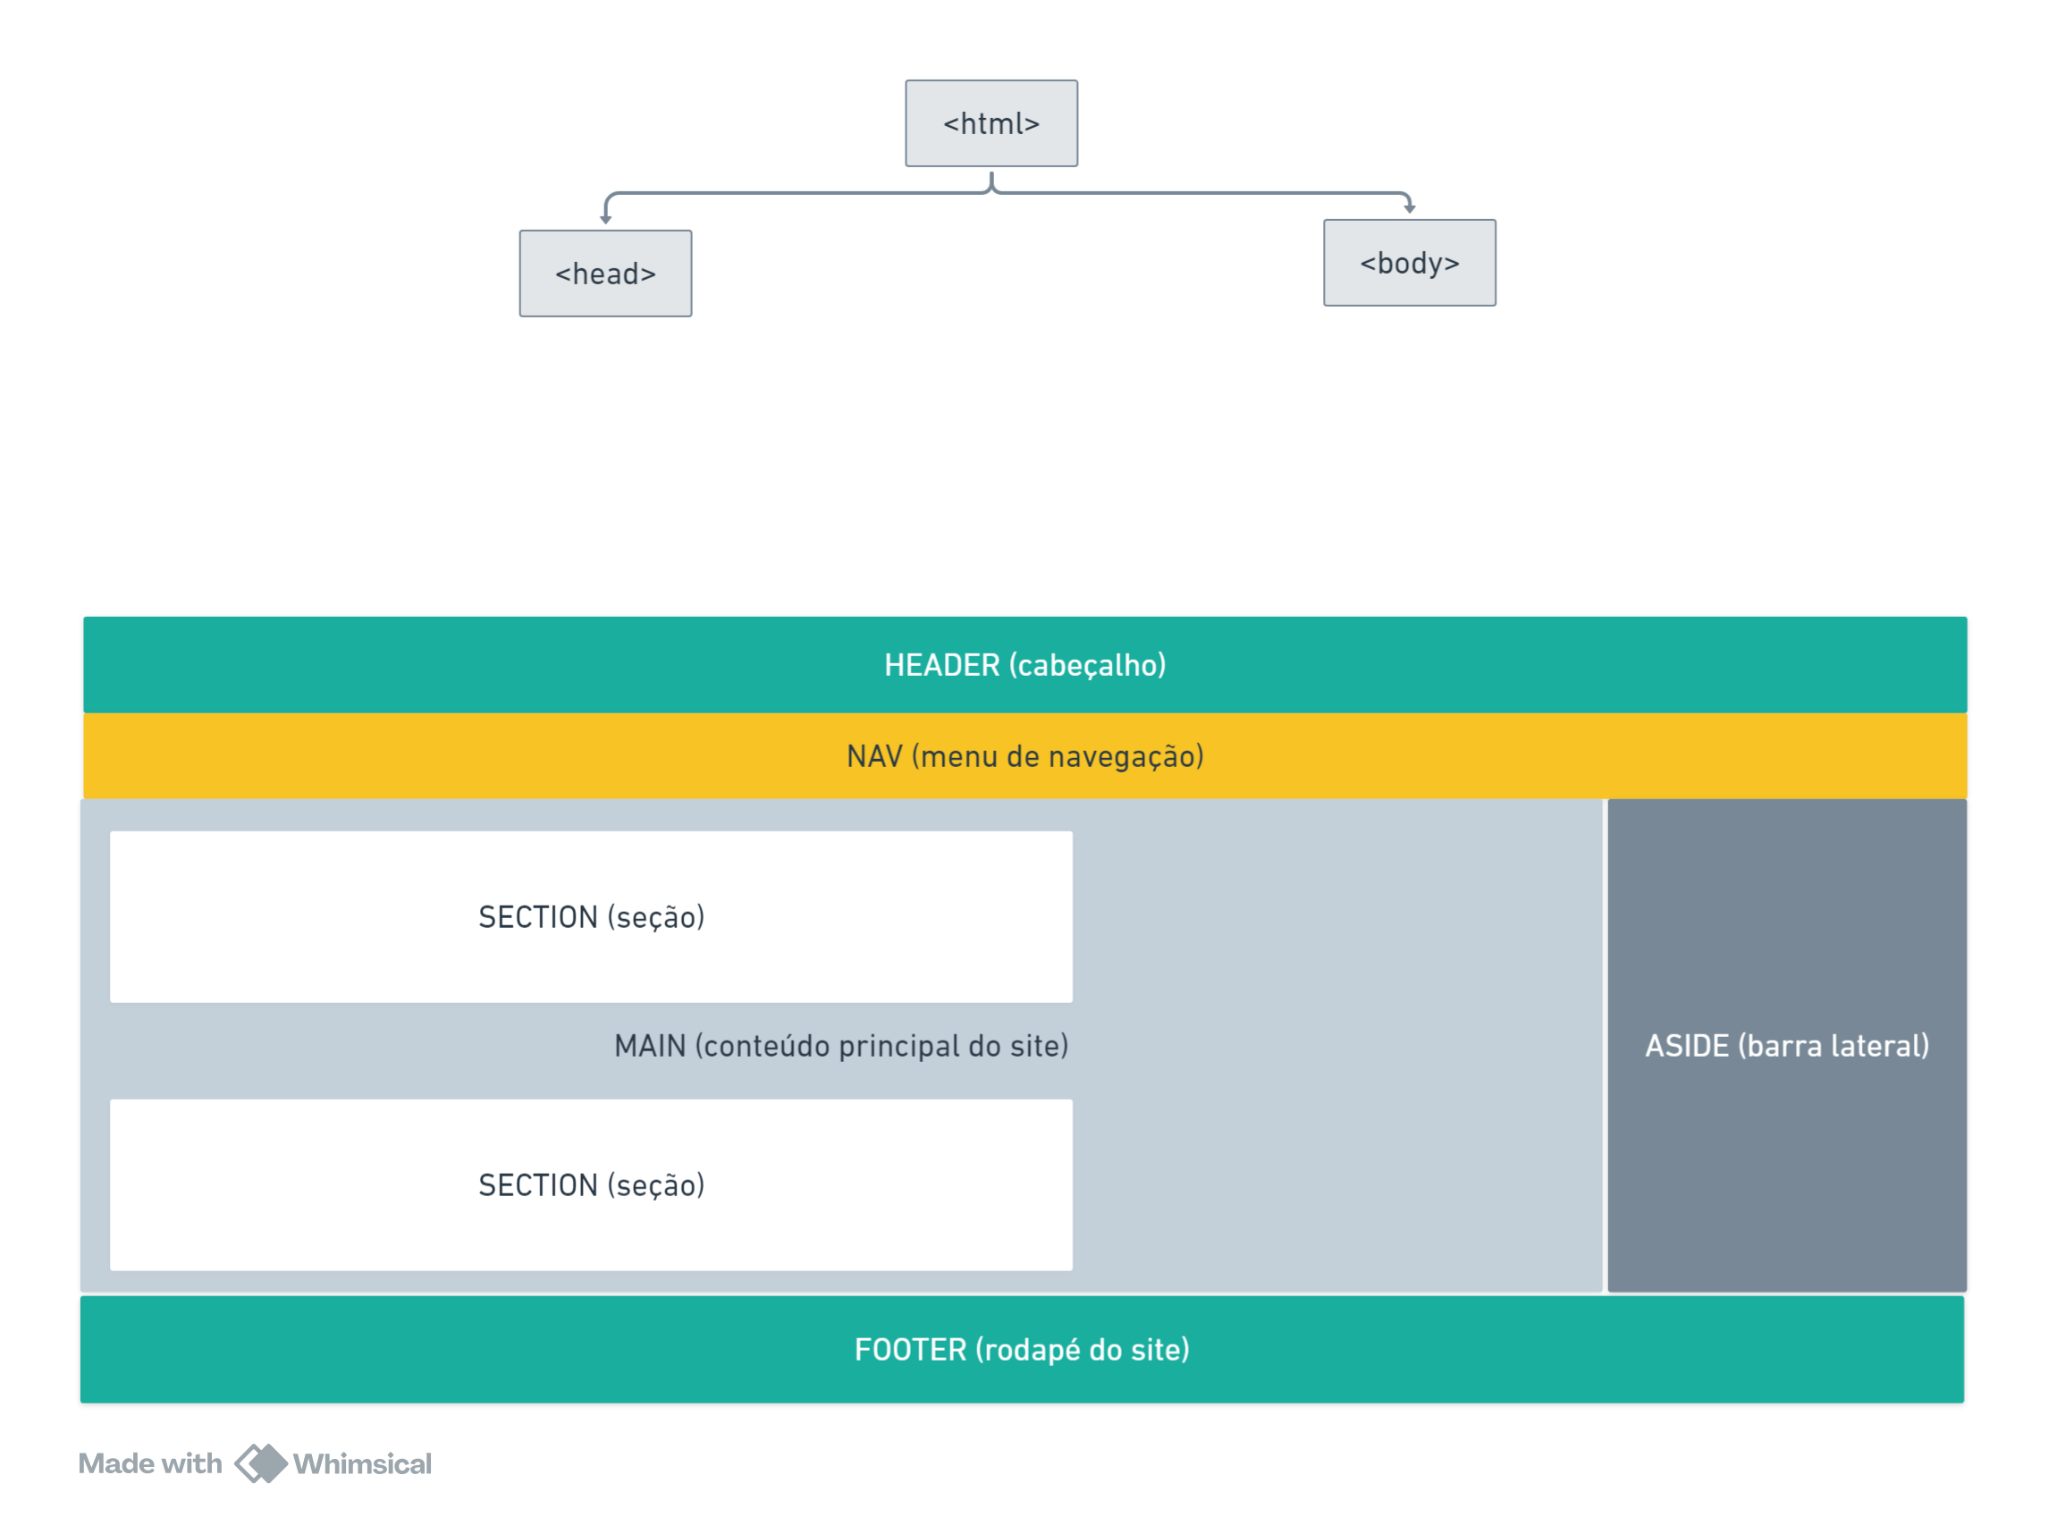 <html>
<head>
<body>
HEADER (cabeçalho)
NAV (menu de navegação)
SECTION (seção)
MAIN (conteúdo principal do site)
ASIDE (barra lateral)
SECTION (seção)
FOOTER (rodapé do site)
Made with Whimsical